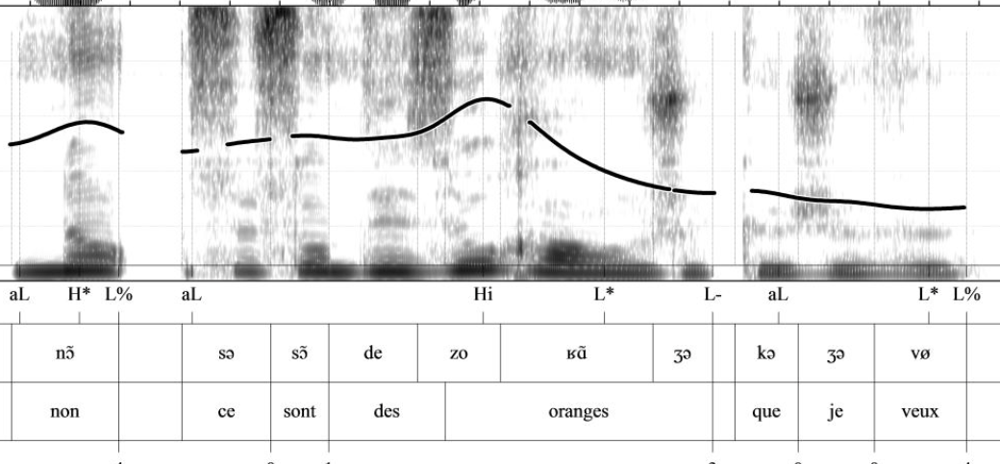 aL H* L% aL Hi L* L- aL L* L%
nɔ̃ sə sɔ̃ de zo ʁɑ̃ ʒə kə ʒə vø
non ce sont des oranges que je veux